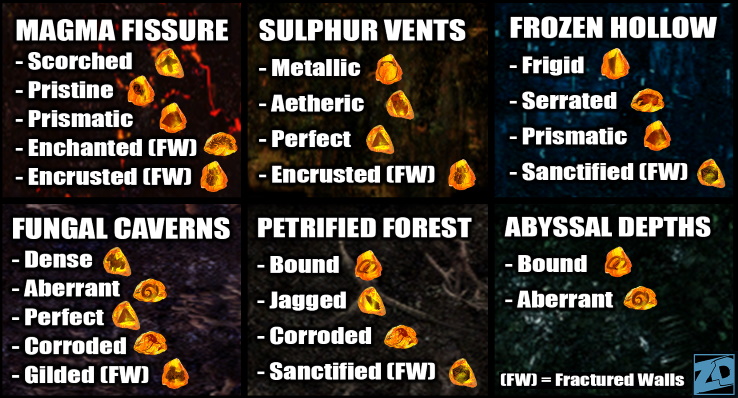 MAGMA FISSURE
- Scorched
- Pristine
- Prismatic
- Enchanted (FW)
- Encrusted (FW)
SULPHUR VENTS
- Metallic
- Aetheric
- Perfect
- Encrusted (FW)
FROZEN HOLLOW
- Frigid
- Serrated
- Prismatic
- Sanctified (FW)
FUNGAL CAVERNS
- Dense
- Aberrant
- Perfect
- Corroded
- Gilded (FW)
PETRIFIED FOREST
- Bound
- Jagged
- Corroded
- Sanctified (FW)
ABYSSAL DEPTHS
- Bound
- Aberrant
(FW) = Fractured Walls
ZD